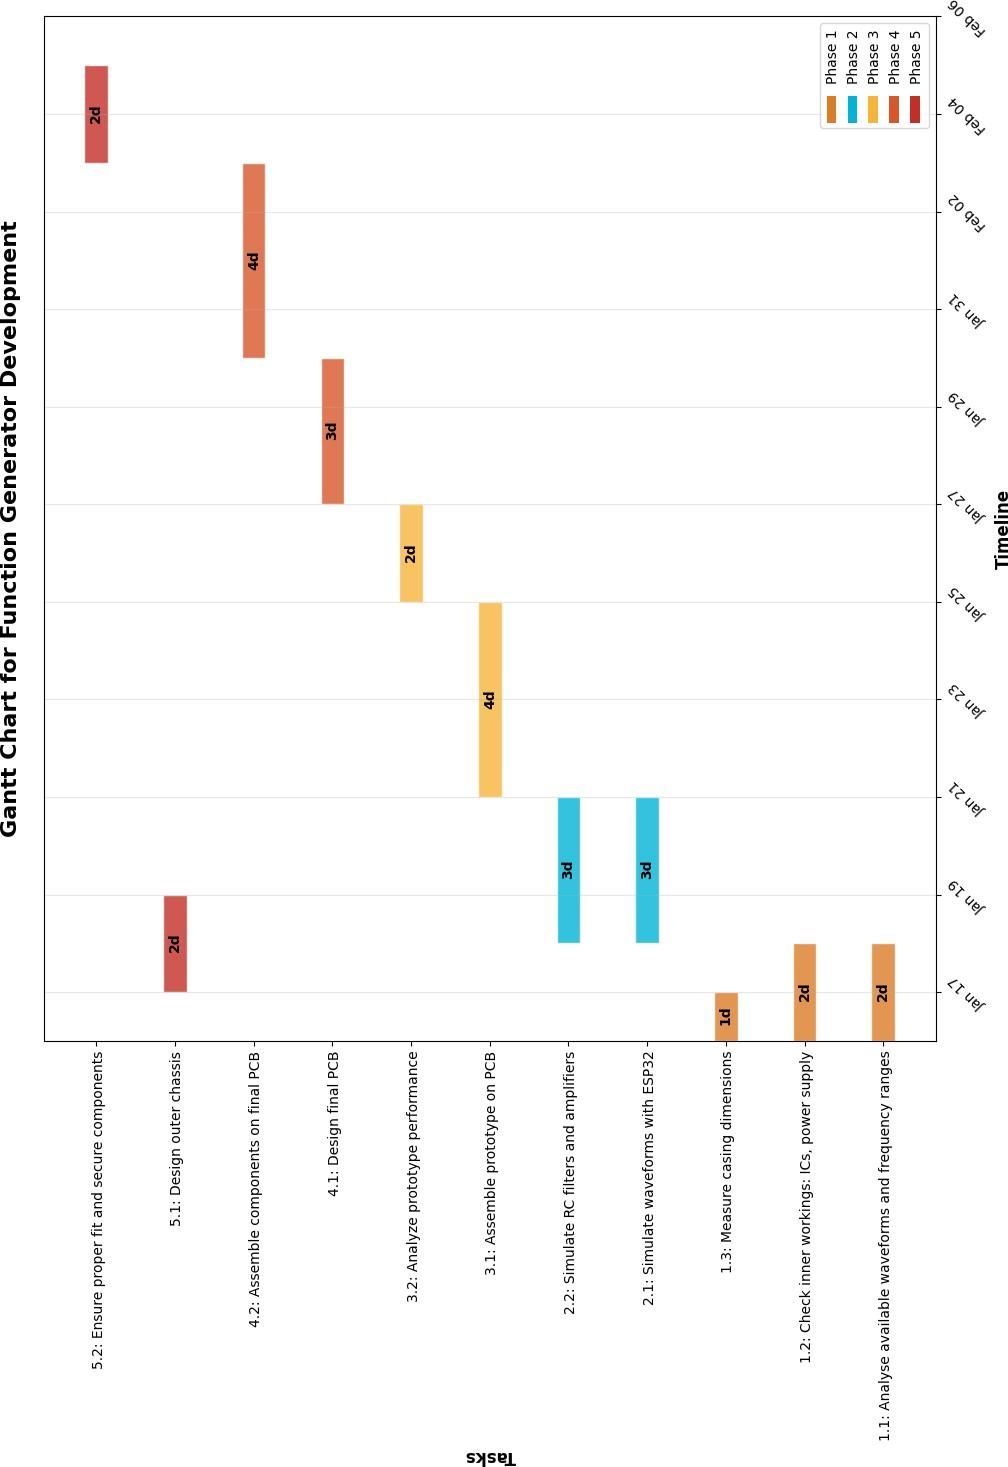 Gantt Chart for Function Generator Development
5.2: Ensure proper fit and secure components
2d
5.1: Design outer chassis
2d
4.2: Assemble components on final PCB
4d
4.1: Design final PCB
3d
3.2: Analyze prototype performance
2d
3.1: Assemble prototype on PCB
4d
2.2: Simulate RC filters and amplifiers
3d
2.1: Simulate waveforms with ESP32
3d
1.3: Measure casing dimensions
1d
1.2: Check inner workings: ICs, power supply
2d
1.1: Analyse available waveforms and frequency ranges
2d
Tasks
Phase 1
Phase 2
Phase 3
Phase 4
Phase 5
Jan 17
Jan 19
Jan 21
Jan 23
Jan 25
Jan 27
Jan 29
Jan 31
Feb 02
Feb 04
Feb 06
Timeline